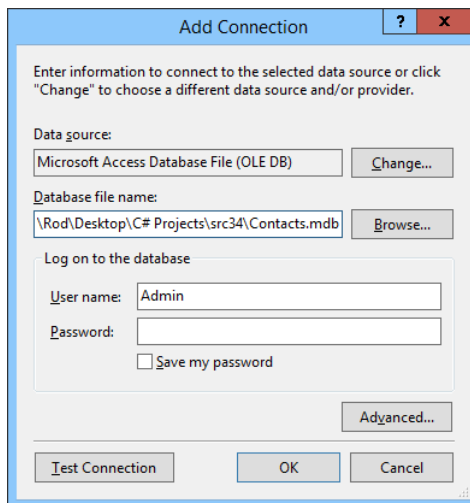 Add Connection
? x
Enter information to connect to the selected data source or click
"Change" to choose a different data source and/or provider.
Data source:
Microsoft Access Database File (OLE DB)
Change...
Database file name:
\Rod\Desktop\C# Projects\src34\Contacts.mdb
Browse...
Log on to the database
User name:
Admin
Password:
Save my password
Advanced...
Test Connection
OK
Cancel